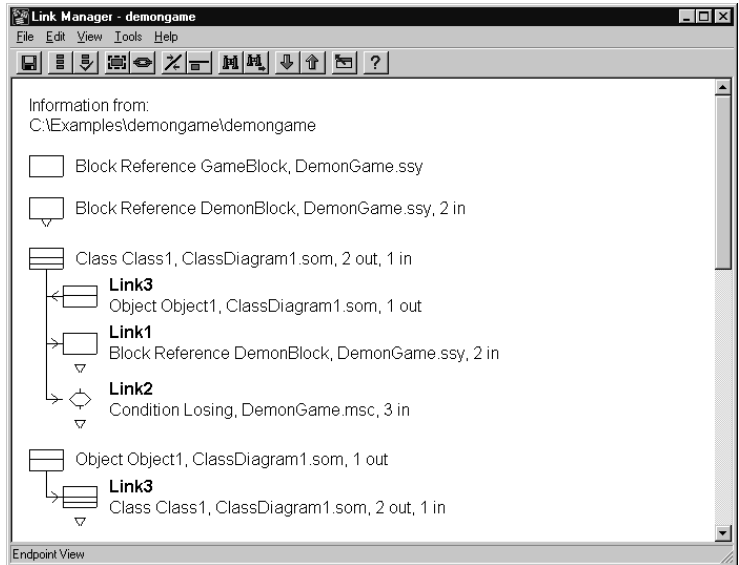 Link Manager - demongame
File Edit View Tools Help
?
Information from:
C:\Examples\demongame\demongame
Block Reference GameBlock, DemonGame.ssy
Block Reference DemonBlock, DemonGame.ssy, 2 in
Class Class1, ClassDiagram1.som, 2 out, 1 in
Link3
Object Object1, ClassDiagram1.som, 1 out
Link1
Block Reference DemonBlock, DemonGame.ssy, 2 in
Link2
Condition Losing, DemonGame.msc, 3 in
Object Object1, ClassDiagram1.som, 1 out
Link3
Class Class1, ClassDiagram1.som, 2 out, 1 in
Endpoint View